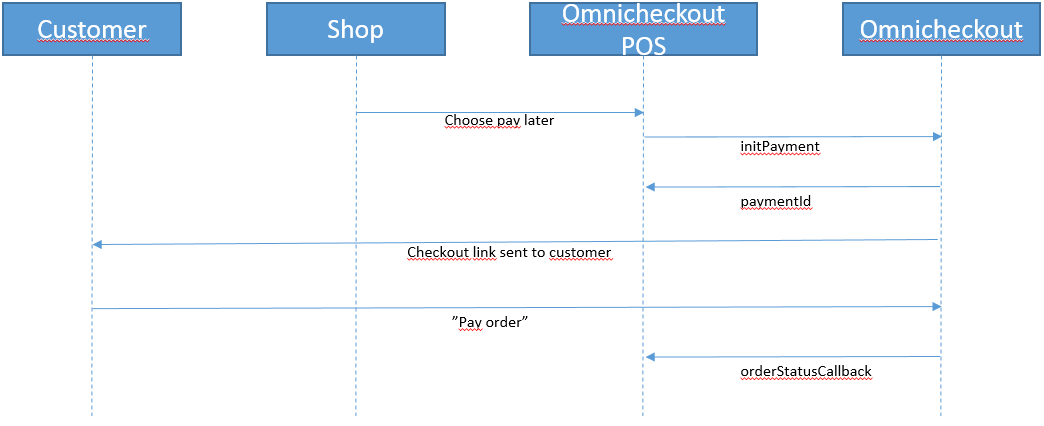 Customer
Shop
Omnicheckout
POS
Omnicheckout
Choose pay later
initPayment
paymentId
Checkout link sent to customer
”Pay order”
orderStatusCallback